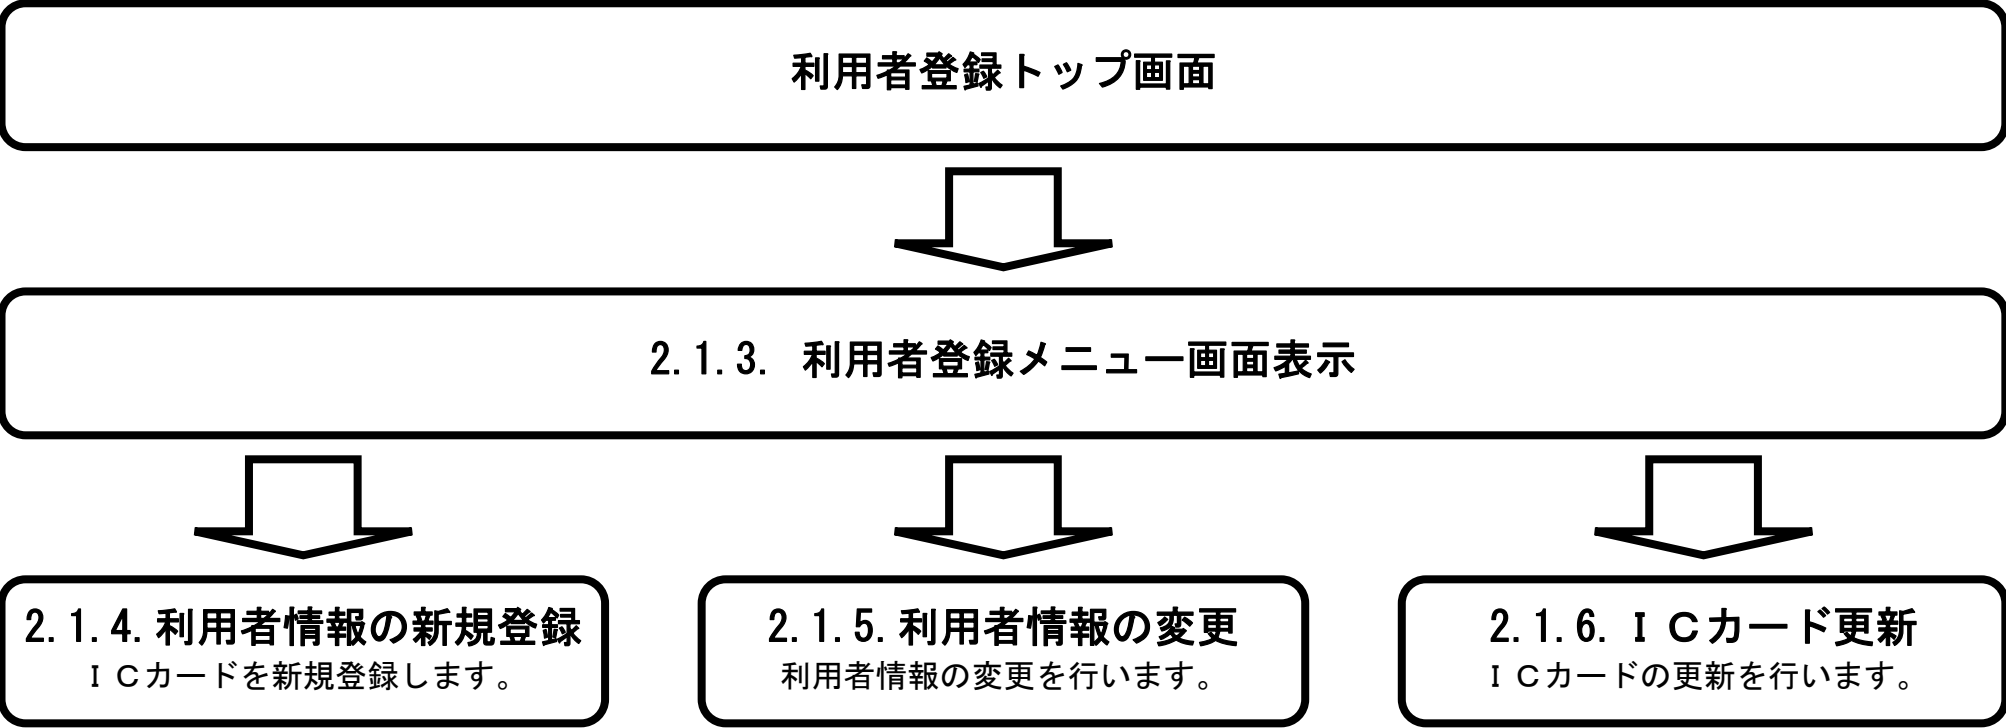 利用者登録トップ画面
2.1.3. 利用者登録メニュー画面表示
2.1.4.利用者情報の新規登録
ＩＣカードを新規登録します。
2.1.5.利用者情報の変更
利用者情報の変更を行います。
2.1.6.ＩＣカード更新
ＩＣカードの更新を行います。